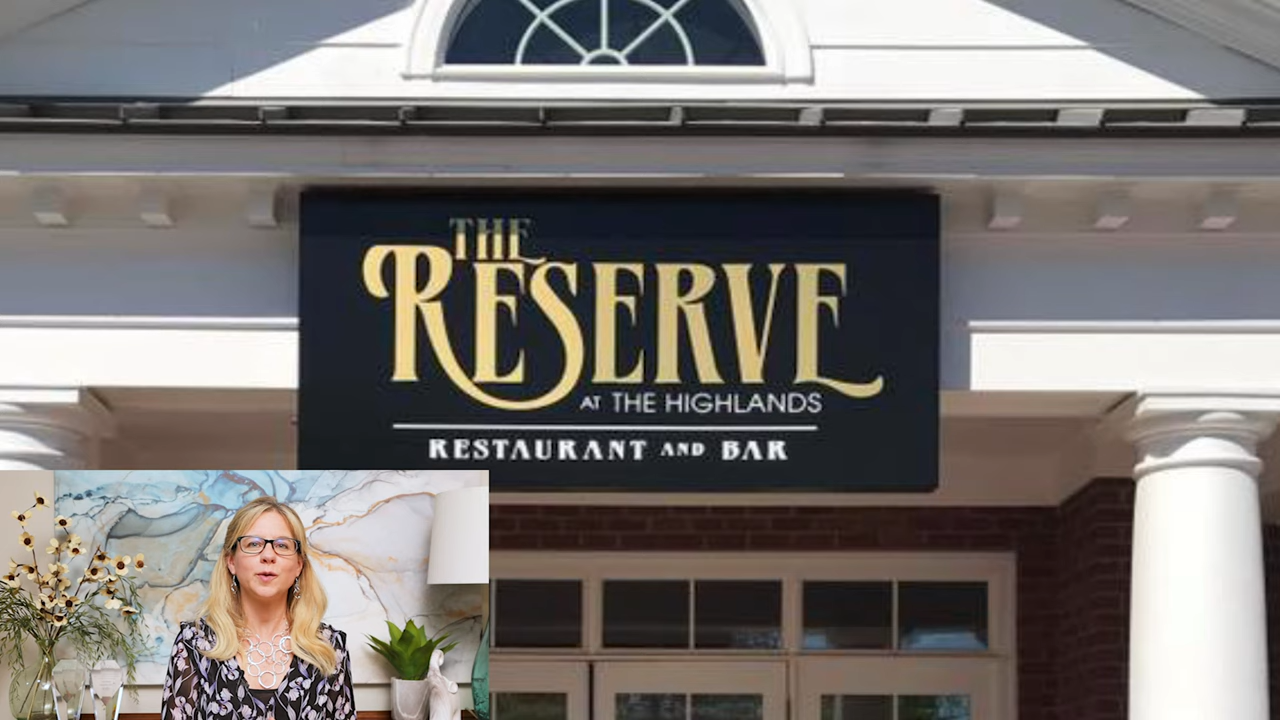 THE
RESERVE
AT THE HIGHLANDS
RESTAURANT AND BAR